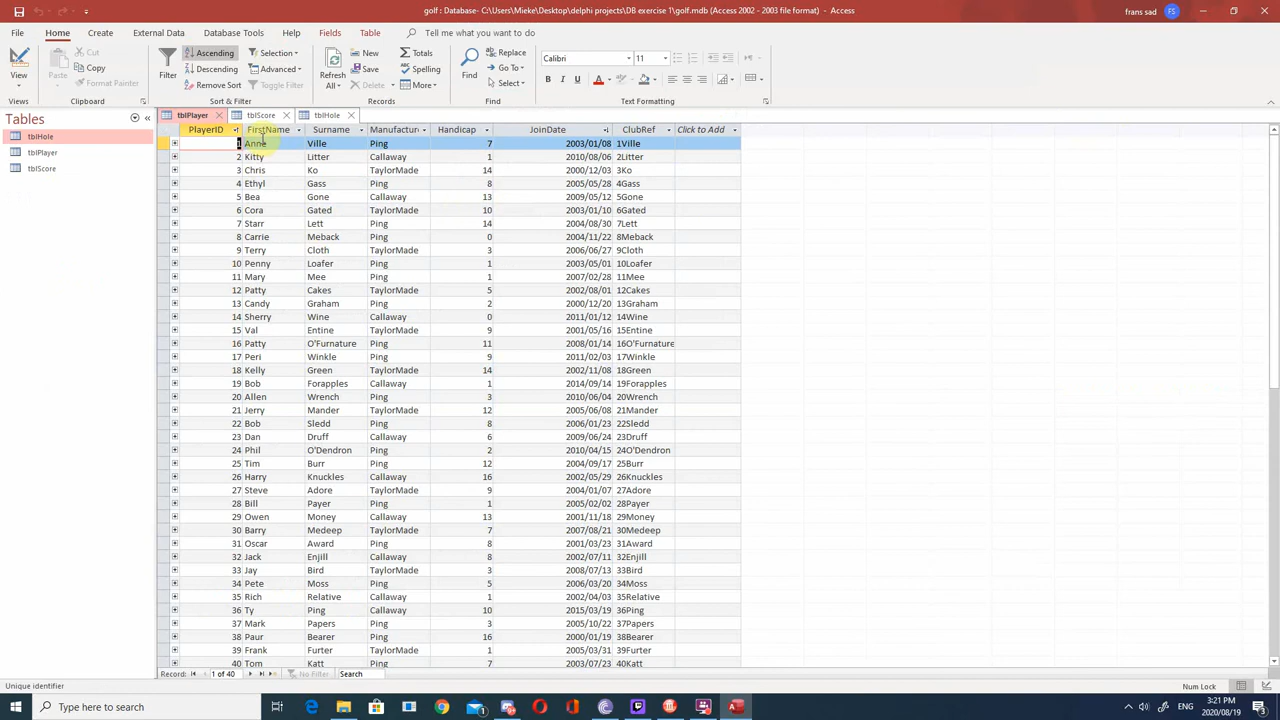 golf : Database- C:\Users\Mieke\Desktop\delphi projects\DB exercise 1\golf.mdb (Access 2002 - 2003 file format) - Access
frans sad FS
File Home Create External Data Database Tools Help Fields Table Tell me what you want to do
View
Views
Paste
Cut
Copy
Format Painter
Clipboard
Filter
Ascending
Descending
Remove Sort
Selection
Advanced
Toggle Filter
Sort & Filter
Refresh All
New
Save
Delete
Totals
Spelling
More
Records
Find
Replace
Go To
Select
Find
Calibri 11
B I U A
Text Formatting
Tables
tblHole
tblPlayer
tblScore
tblPlayer tblScore tblHole
PlayerID FirstName Surname Manufacture Handicap JoinDate ClubRef Click to Add
1 Anne Ville Ping 7 2003/01/08 1Ville
2 Kitty Litter Callaway 1 2010/08/56 2Litter
3 Chris Ko TaylorMade 14 2000/12/03 3Ko
4 Ethyl Gass Ping 8 2005/05/28 4Gass
5 Bea Gone Callaway 13 2009/05/12 5Gone
6 Cora Gated TaylorMade 10 2003/01/10 6Gated
7 Starr Lett Ping 14 2004/08/30 7Lett
8 Carrie Meback Ping 0 2004/11/22 8Meback
9 Terry Cloth TaylorMade 3 2006/06/27 9Cloth
10 Penny Loafer Ping 1 2003/05/01 10Loafer
11 Mary Mee Ping 1 2007/02/28 11Mee
12 Patty Cakes TaylorMade 5 2002/08/01 12Cakes
13 Candy Graham Ping 2 2000/12/20 13Graham
14 Sherry Wine Callaway 0 2011/01/12 14Wine
15 Val Entine TaylorMade 9 2001/05/16 15Entine
16 Patty O'Furnature Ping 11 2008/01/14 16O'Furnature
17 Peri Winkle Ping 9 2011/02/03 17Winkle
18 Kelly Green TaylorMade 14 2002/11/28 18Green
19 Bob Forapples Callaway 1 2014/09/14 19Forapples
20 Allen Wrench Ping 3 2010/04/20 20Wrench
21 Jerry Mander TaylorMade 12 2005/06/08 21Mander
22 Bob Sledd Ping 8 2006/01/23 22Sledd
23 Dan Druff Callaway 6 2009/06/24 23Druff
24 Phil O'Dendron Ping 2 2010/04/15 24O'Dendron
25 Tim Burr Ping 12 2004/09/17 25Burr
26 Harry Knuckles Callaway 16 2002/05/29 26Knuckles
27 Steve Adore TaylorMade 9 2004/01/07 27Adore
28 Bill Payer Ping 1 2005/02/02 28Payer
29 Owen Money Callaway 13 2001/11/18 29Money
30 Barry Medeep TaylorMade 7 2007/08/21 30Medeep
31 Oscar Award Ping 8 2001/03/23 31Award
32 Jack Enjill Callaway 8 2002/07/11 32Enjill
33 Jay Bird TaylorMade 3 2008/07/13 33Bird
34 Pete Moss Ping 5 2006/03/20 34Moss
35 Rich Relative Callaway 1 2002/04/03 35Relative
36 Ty Ping Callaway 10 2015/03/19 36Ping
37 Mark Papers Ping 3 2005/10/22 37Papers
38 Paur Bearer Ping 16 2000/01/19 38Bearer
39 Frank Furter TaylorMade 1 2005/03/14 39Furter
40 Tom Katt Ping 7 2003/07/23 40Katt
Record: 1 of 40 No Filter Search
Unique identifier
Num Lock
Type here to search
ENG
3:21 PM
2020/08/19